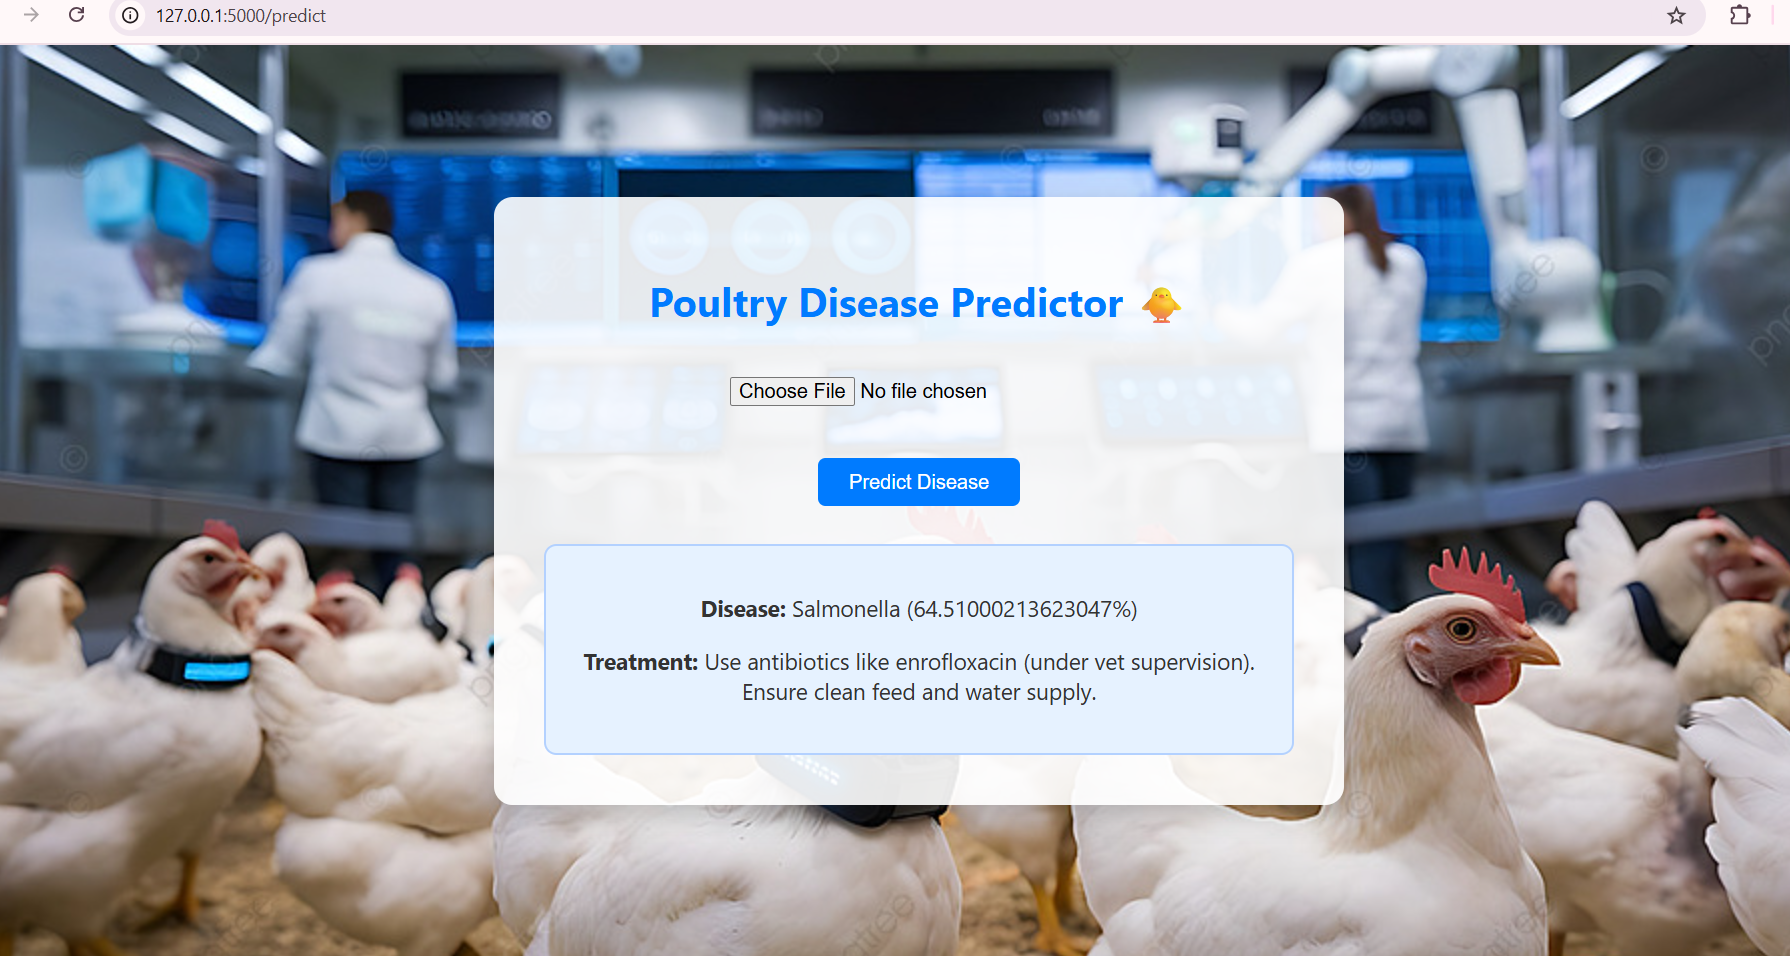 127.0.0.1:5000/predict
Poultry Disease Predictor
Choose File No file chosen
Predict Disease
Disease: Salmonella (64.51000213623047%)
Treatment: Use antibiotics like enrofloxacin (under vet supervision).
Ensure clean feed and water supply.